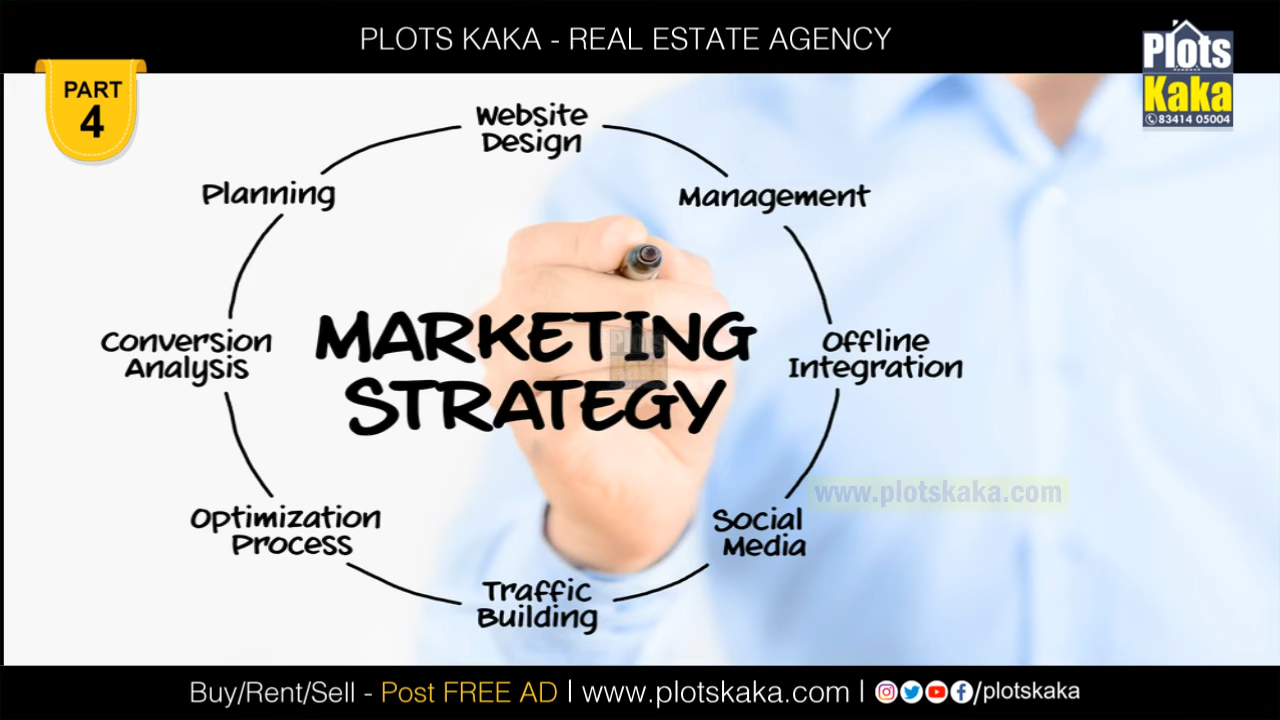 PLOTS KAKA - REAL ESTATE AGENCY
Plots
Kaka
83414 05004
PART
4
Website
Design
Management
Offline
Integration
Social
Media
Traffic
Building
Optimization
Process
Conversion
Analysis
Planning
MARKETING
STRATEGY
Plots
www.plotskaka.com
Buy/Rent/Sell - Post FREE AD | www.plotskaka.com | /plotskaka